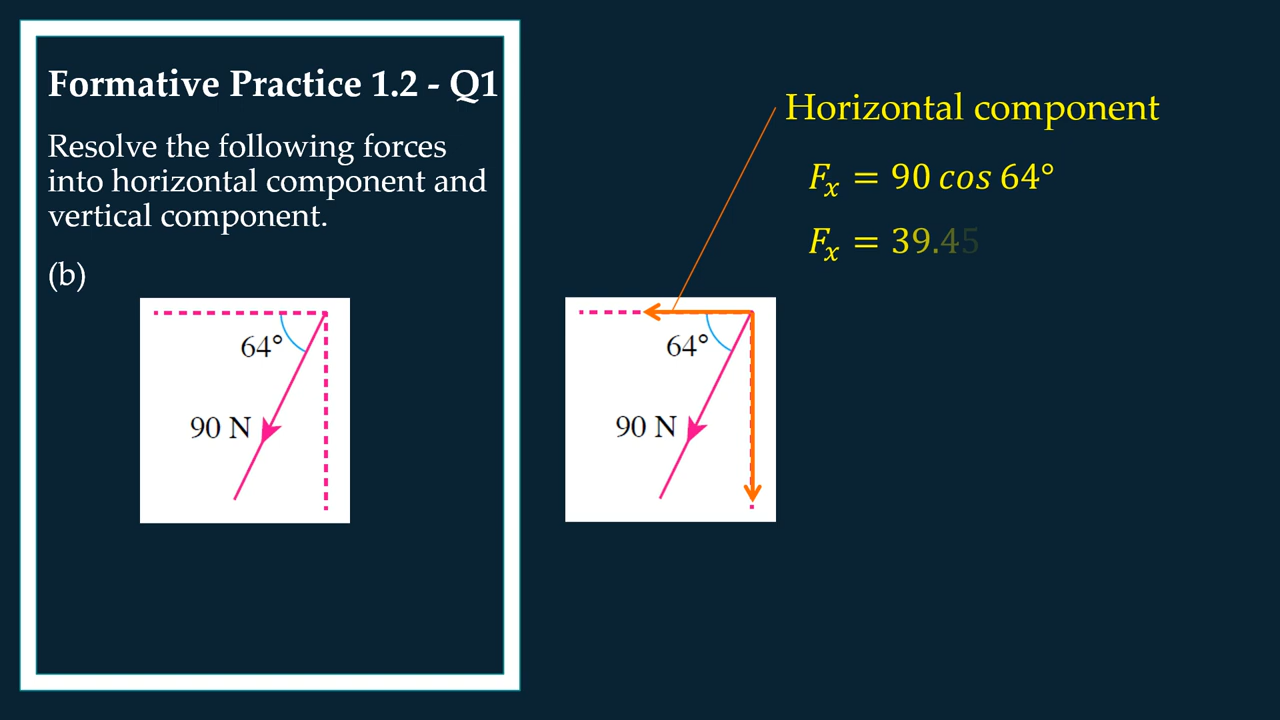 Formative Practice 1.2 - Q1
Resolve the following forces
into horizontal component and
vertical component.
(b)
64°
90 N
Horizontal component
Fₓ = 90 cos 64°
Fₓ = 39.45
64°
90 N